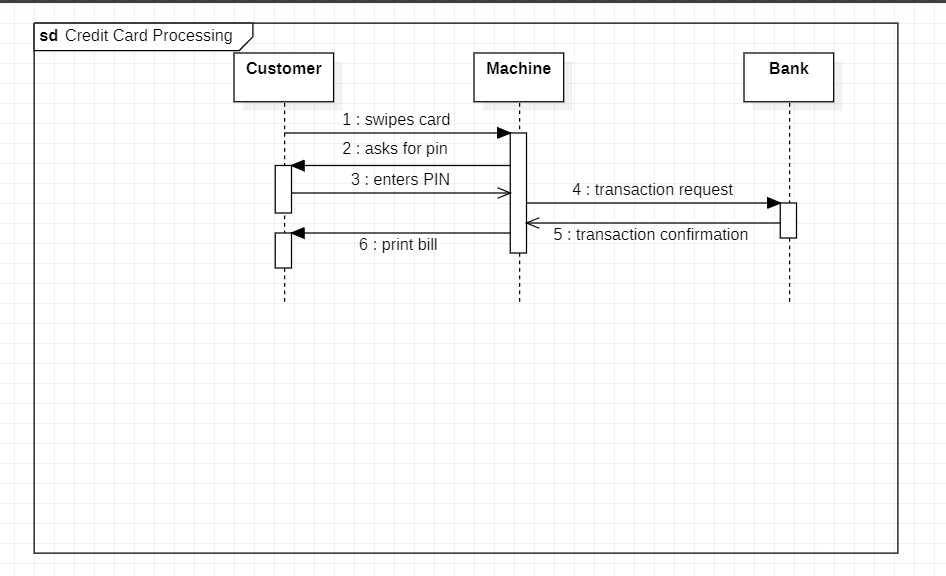 sd Credit Card Processing
Customer
Machine
Bank
1 : swipes card
2 : asks for pin
3 : enters PIN
4 : transaction request
5 : transaction confirmation
6 : print bill